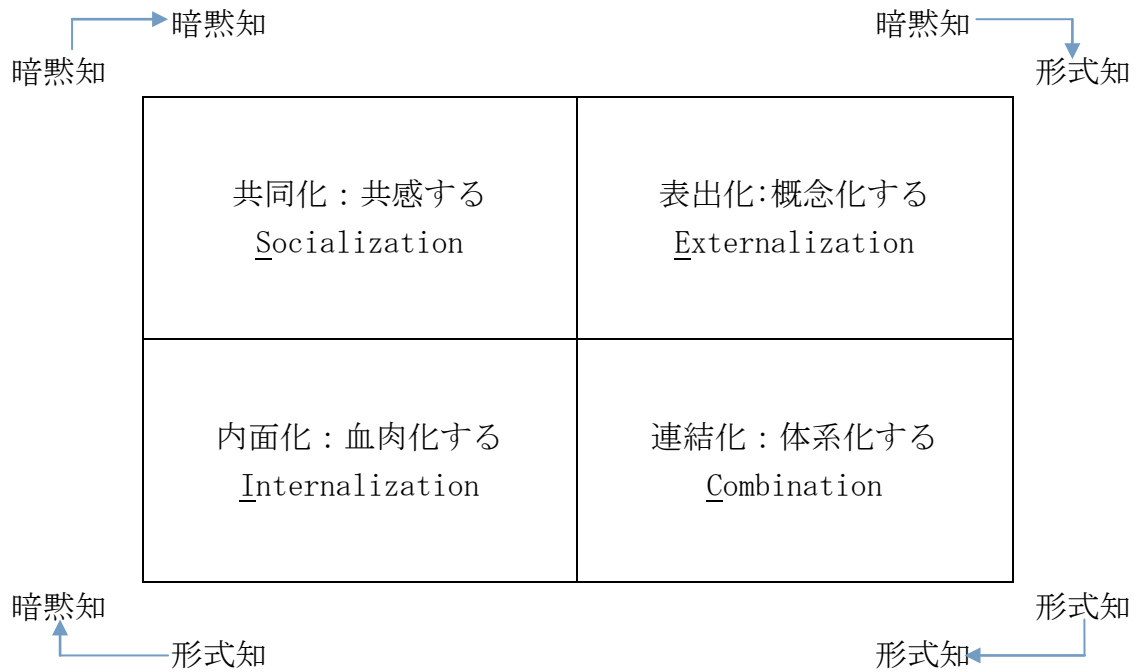 暗黙知
暗黙知
暗黙知
形式知
共同化：共感する
Socialization
表出化:概念化する
Externalization
内面化：血肉化する
Internalization
連結化：体系化する
Combination
暗黙知
形式知
形式知
形式知